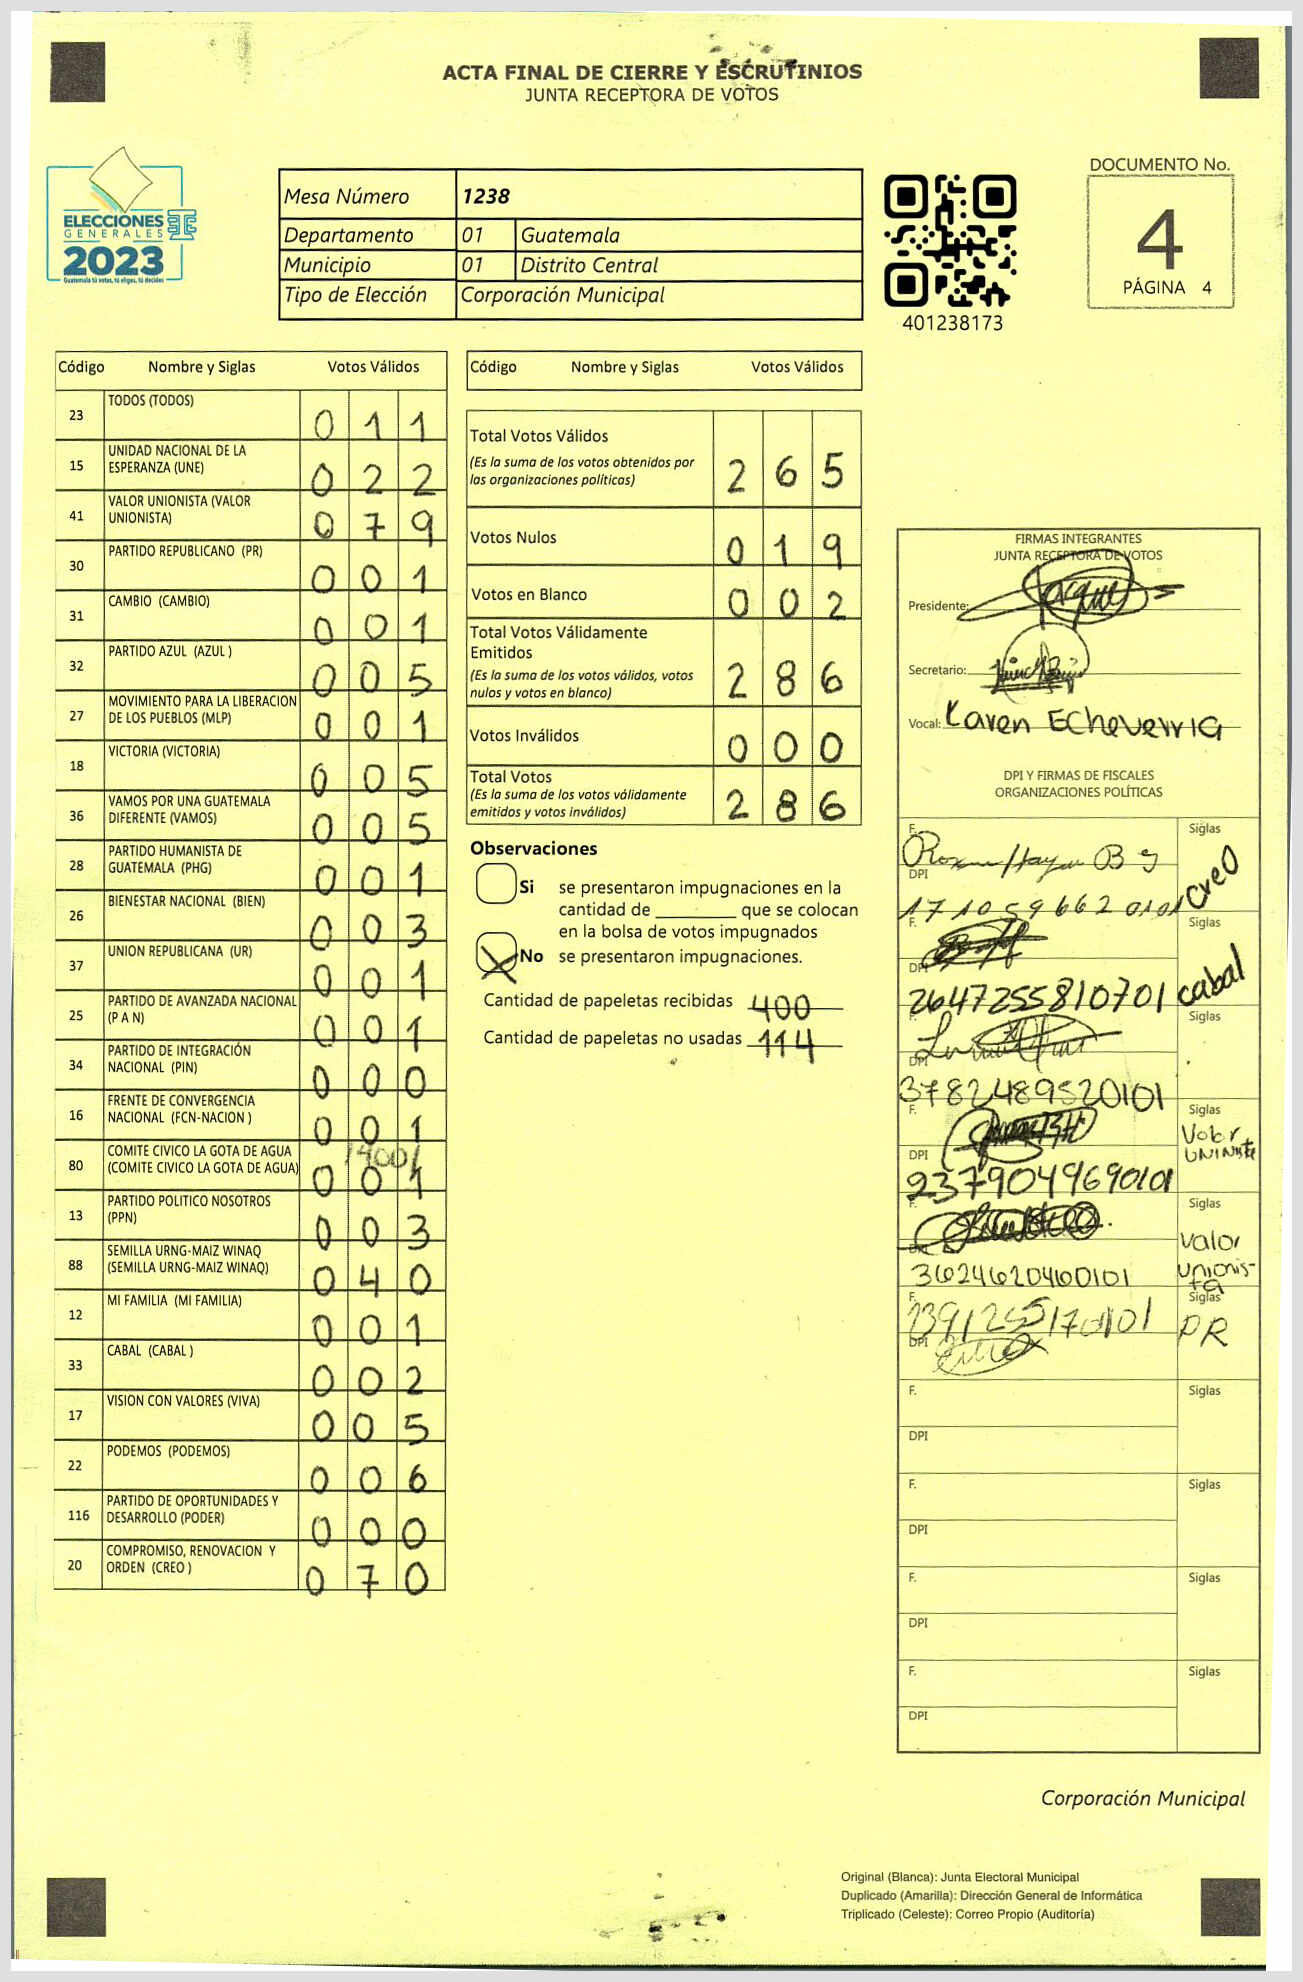 ACTA FINAL DE CIERRE Y ESCRUTINIOS
JUNTA RECEPTORA DE VOTOS
ELECCIONES
GENERALES
2023
Guatemala tú votas, tú eliges, tú decides
Mesa Número 1238
Departamento 01 Guatemala
Municipio 01 Distrito Central
Tipo de Elección Corporación Municipal
401238173
DOCUMENTO No.
4
PÁGINA 4
Código Nombre y Siglas Votos Válidos
23 TODOS (TODOS) 0 1 1
15 UNIDAD NACIONAL DE LA ESPERANZA (UNE) 0 2 2
41 VALOR UNIONISTA (VALOR UNIONISTA) 0 7 9
30 PARTIDO REPUBLICANO (PR) 0 0 1
31 CAMBIO (CAMBIO) 0 0 1
32 PARTIDO AZUL (AZUL ) 0 0 5
27 MOVIMIENTO PARA LA LIBERACION DE LOS PUEBLOS (MLP) 0 0 1
18 VICTORIA (VICTORIA) 0 0 5
36 VAMOS POR UNA GUATEMALA DIFERENTE (VAMOS) 0 0 5
28 PARTIDO HUMANISTA DE GUATEMALA (PHG) 0 0 1
26 BIENESTAR NACIONAL (BIEN) 0 0 3
37 UNION REPUBLICANA (UR) 0 0 1
25 PARTIDO DE AVANZADA NACIONAL (P A N) 0 0 1
34 PARTIDO DE INTEGRACIÓN NACIONAL (PIN) 0 0 0
16 FRENTE DE CONVERGENCIA NACIONAL (FCN-NACION ) 0 0 1
80 COMITE CIVICO LA GOTA DE AGUA (COMITE CIVICO LA GOTA DE AGUA) 0 0 1
13 PARTIDO POLITICO NOSOTROS (PPN) 0 0 3
88 SEMILLA URNG-MAIZ WINAQ (SEMILLA URNG-MAIZ WINAQ) 0 4 0
12 MI FAMILIA (MI FAMILIA) 0 0 1
33 CABAL (CABAL ) 0 0 2
17 VISION CON VALORES (VIVA) 0 0 5
22 PODEMOS (PODEMOS) 0 0 6
116 PARTIDO DE OPORTUNIDADES Y DESARROLLO (PODER) 0 0 0
20 COMPROMISO, RENOVACION Y ORDEN (CREO ) 0 7 0
Código Nombre y Siglas Votos Válidos
Total Votos Válidos
(Es la suma de los votos obtenidos por
las organizaciones políticas) 2 6 5
Votos Nulos 0 1 9
Votos en Blanco 0 0 2
Total Votos Válidamente
Emitidos
(Es la suma de los votos válidos, votos
nulos y votos en blanco) 2 8 6
Votos Inválidos 0 0 0
Total Votos
(Es la suma de los votos válidamente
emitidos y votos inválidos) 2 8 6
Observaciones
Si se presentaron impugnaciones en la
cantidad de ________ que se colocan
en la bolsa de votos impugnados
No se presentaron impugnaciones.
Cantidad de papeletas recibidas 400
Cantidad de papeletas no usadas 114
FIRMAS INTEGRANTES
JUNTA RECEPTORA DE VOTOS
Presidente:
Secretario:
Vocal: Karen Echeverria
DPI Y FIRMAS DE FISCALES
ORGANIZACIONES POLÍTICAS
F. Siglas
DPI 1710596620101 creo
F. Siglas
DPI 2647255810701 cabal
F. Siglas
DPI 3782489520101
F. Siglas
DPI 2379049690101 Valor
F. Siglas
DPI 3624620460101 Valor unionis-
ta
F. Siglas
DPI PR
F. Siglas
DPI
F. Siglas
DPI
F. Siglas
DPI
F. Siglas
DPI
Corporación Municipal
Original (Blanca): Junta Electoral Municipal
Duplicado (Amarilla): Dirección General de Informática
Triplicado (Celeste): Correo Propio (Auditoría)